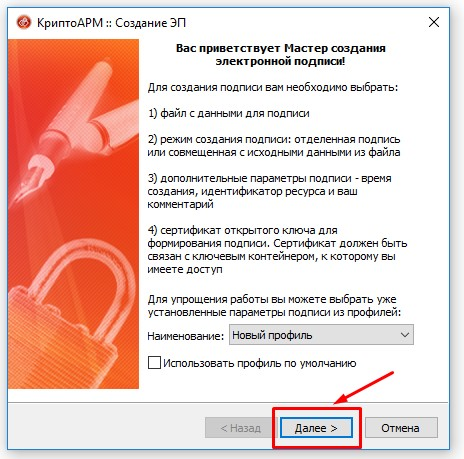 КриптоАРМ :: Создание ЭП
Вас приветствует Мастер создания
электронной подписи!
Для создания подписи вам необходимо выбрать:
1) файл с данными для подписи
2) режим создания подписи: отделенная подпись
или совмещенная с исходными данными из файла
3) дополнительные параметры подписи - время
создания, идентификатор ресурса и ваш
комментарий
4) сертификат открытого ключа для
формирования подписи. Сертификат должен быть
связан с ключевым контейнером, к которому вы
имеете доступ
Для упрощения работы вы можете выбрать уже
установленные параметры подписи из профилей:
Наименование: Новый профиль
Использовать профиль по умолчанию
< Назад Далее > Отмена